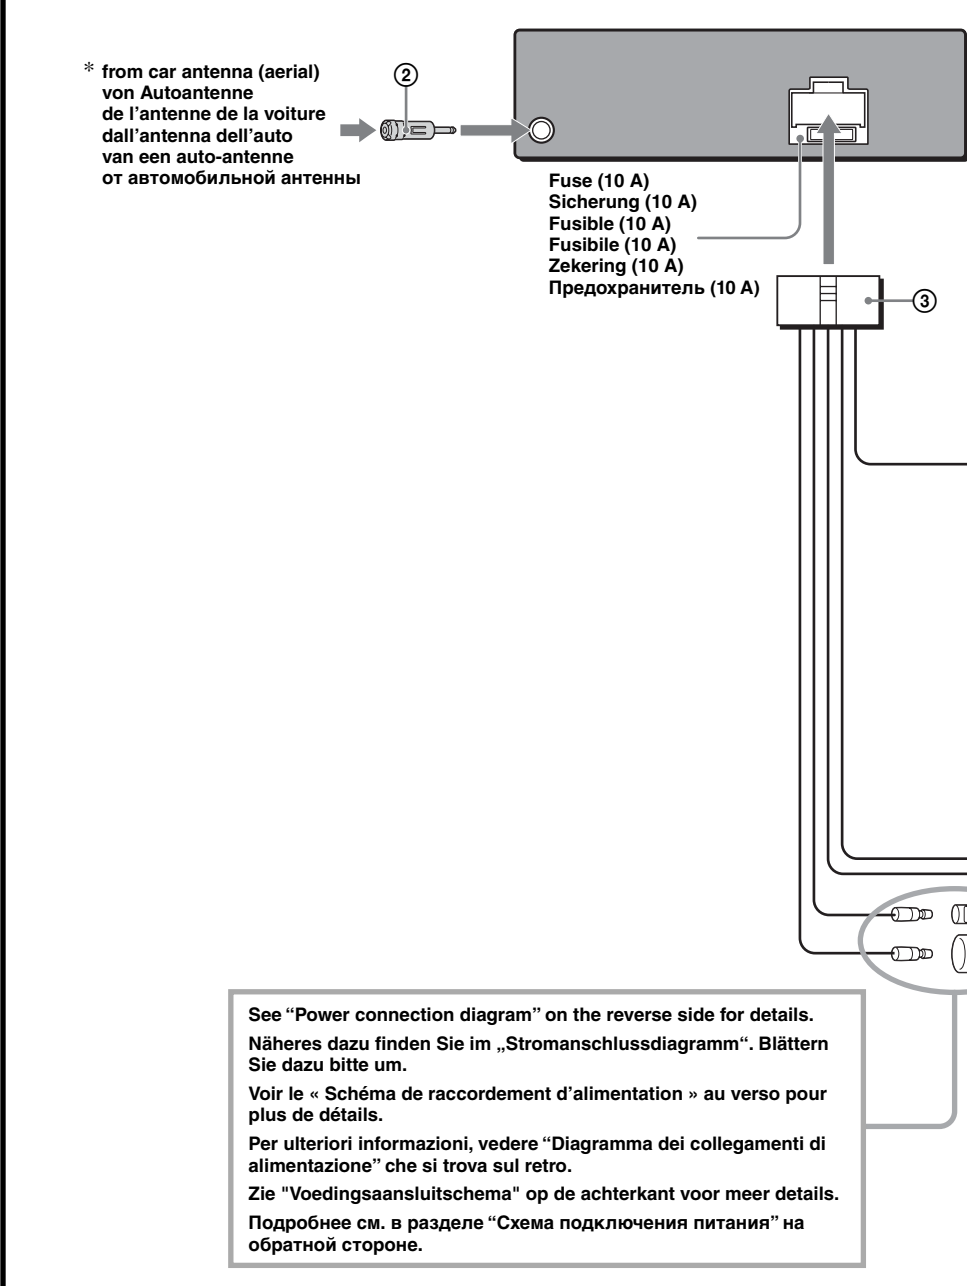 * from car antenna (aerial)
von Autoantenne
de l'antenne de la voiture
dall'antenna dell'auto
van een auto-antenne
от автомобильной антенны
②
Fuse (10 A)
Sicherung (10 A)
Fusible (10 A)
Fusibile (10 A)
Zekering (10 A)
Предохранитель (10 A)
③
See “Power connection diagram” on the reverse side for details.
Näheres dazu finden Sie im „Stromanschlussdiagramm“. Blättern
Sie dazu bitte um.
Voir le « Schéma de raccordement d'alimentation » au verso pour
plus de détails.
Per ulteriori informazioni, vedere “Diagramma dei collegamenti di
alimentazione” che si trova sul retro.
Zie "Voedingsaansluitschema" op de achterkant voor meer details.
Подробнее см. в разделе “Схема подключения питания” на
обратной стороне.